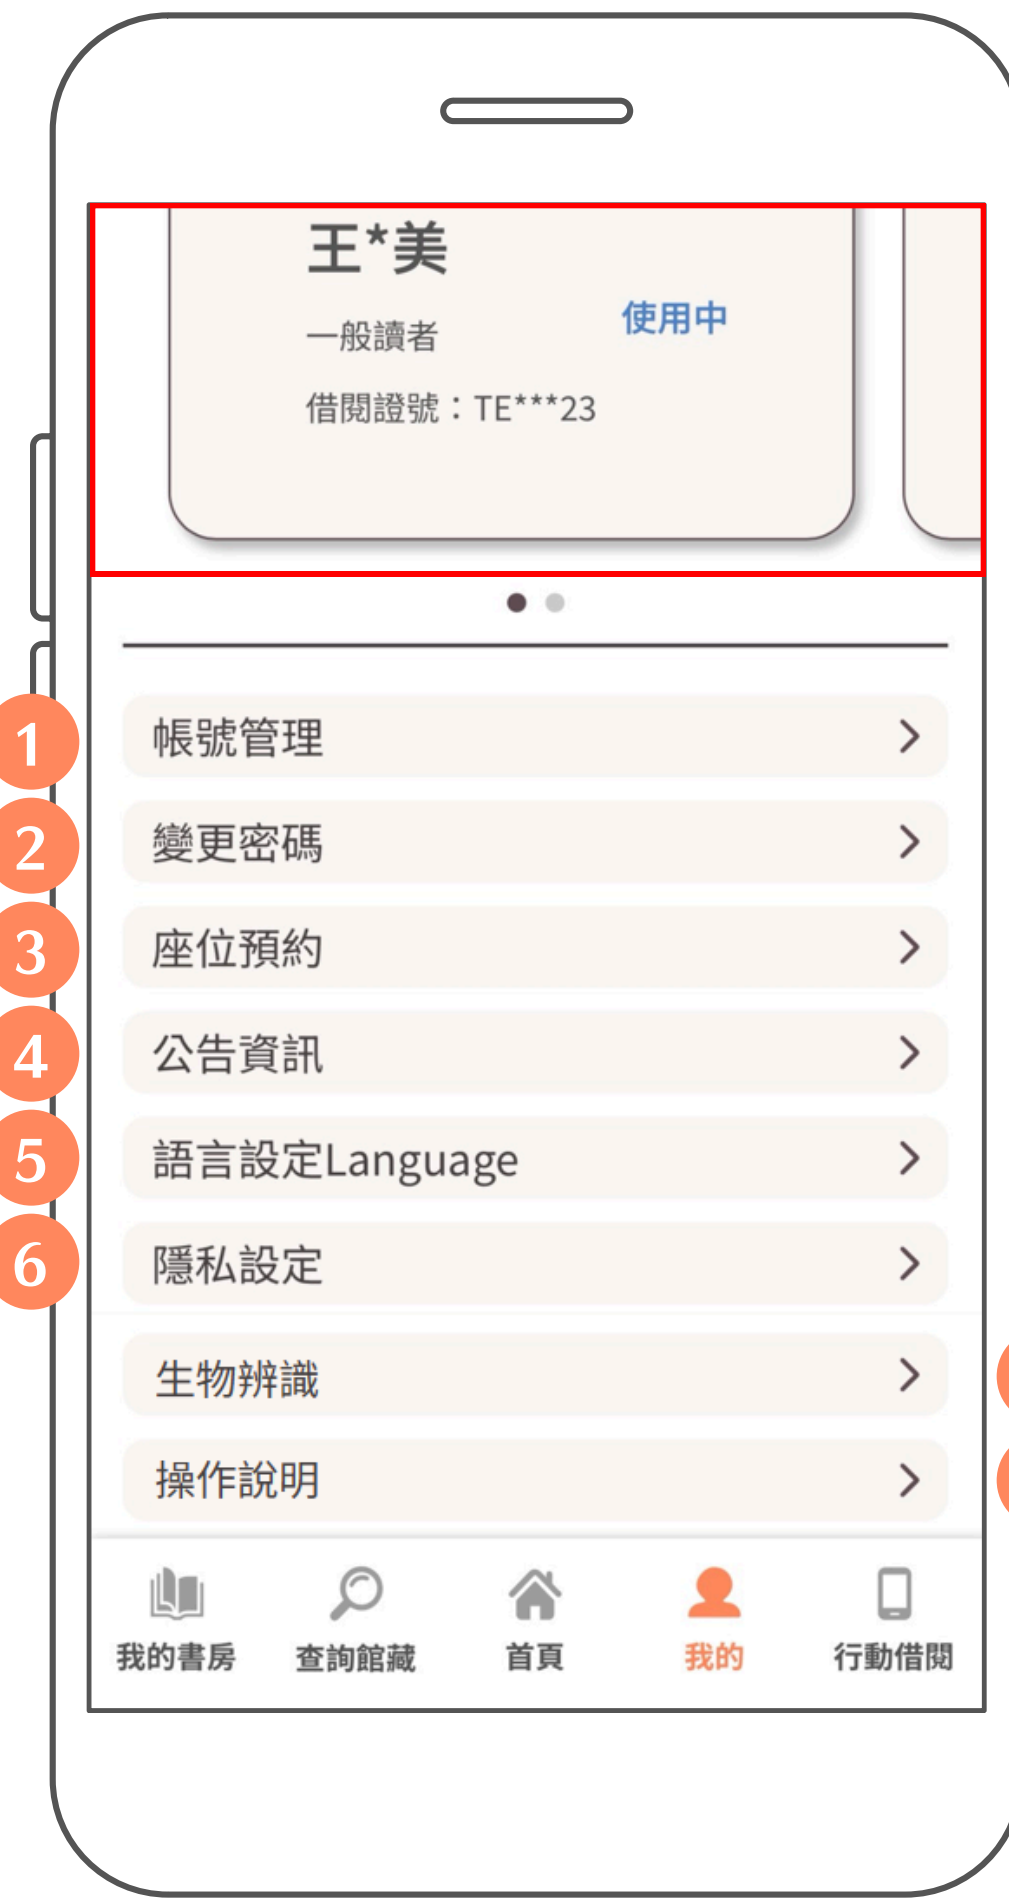 王*美
使用中
一般讀者
借閱證號：TE***23
1 帳號管理
2 變更密碼
3 座位預約
4 公告資訊
5 語言設定Language
6 隱私設定
生物辨識
操作說明
我的書房 查詢館藏 首頁 我的 行動借閱